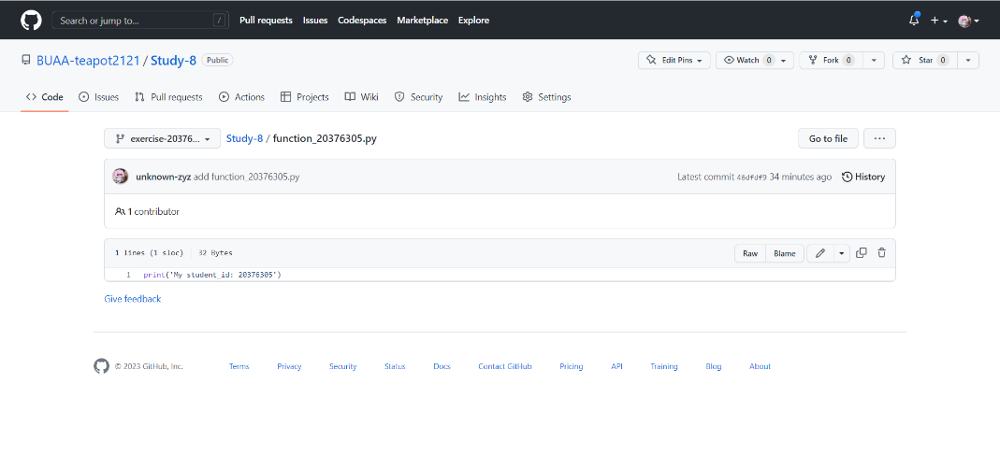 Search or jump to... /
Pull requests Issues Codespaces Marketplace Explore
BUAA-teapot2121 / Study-8 Public
Edit Pins Watch 0 Fork 0 Star 0
Code Issues Pull requests Actions Projects Wiki Security Insights Settings
exercise-20376... Study-8 / function_20376305.py Go to file ...
unknown-zyz add function_20376305.py Latest commit 46dfdf9 34 minutes ago History
1 contributor
1 lines (1 sloc) 32 Bytes Raw Blame
1 print('My student_id: 20376305')
Give feedback
© 2023 GitHub, Inc. Terms Privacy Security Status Docs Contact GitHub Pricing API Training Blog About